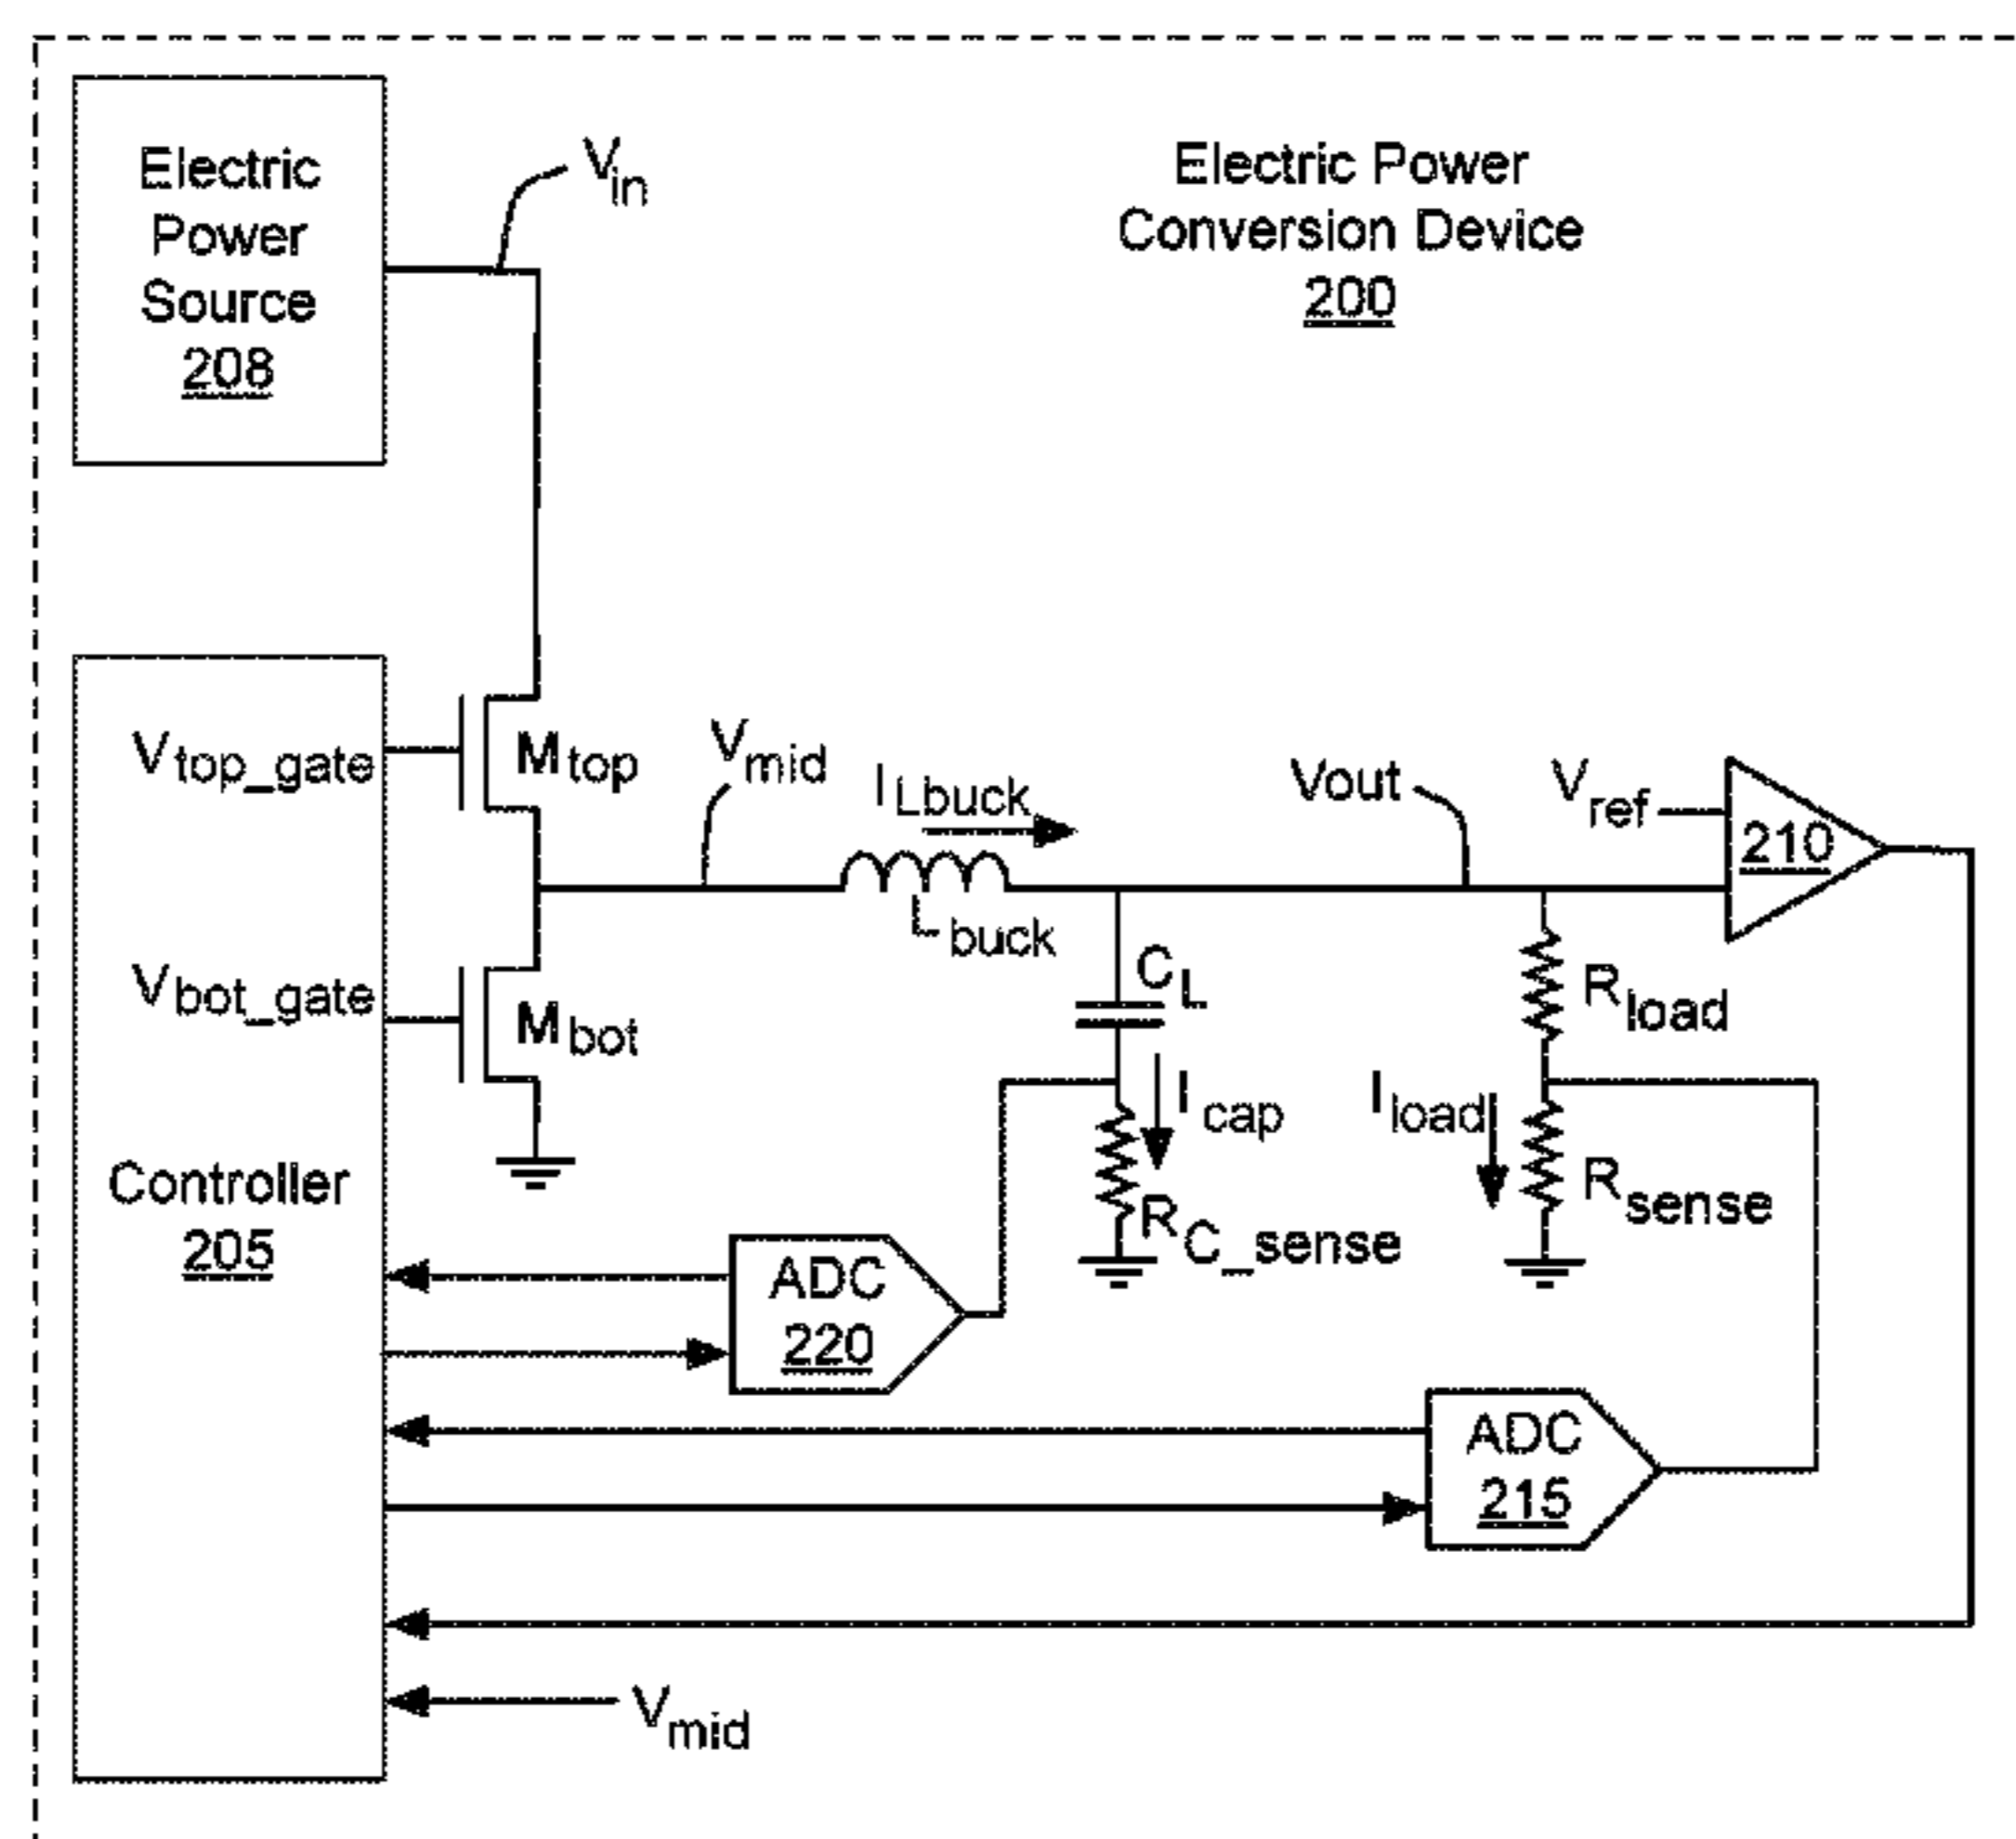 Electric
Power
Source
208
Vin
Electric Power
Conversion Device
200
Vtop_gate
Mtop
Vmid
ILbuck
Vout
Vref
210
Lbuck
Vbot_gate
Mbot
CL
Rload
Icap
Iload
Controller
205
RC_sense
Rsense
ADC
220
ADC
215
Vmid